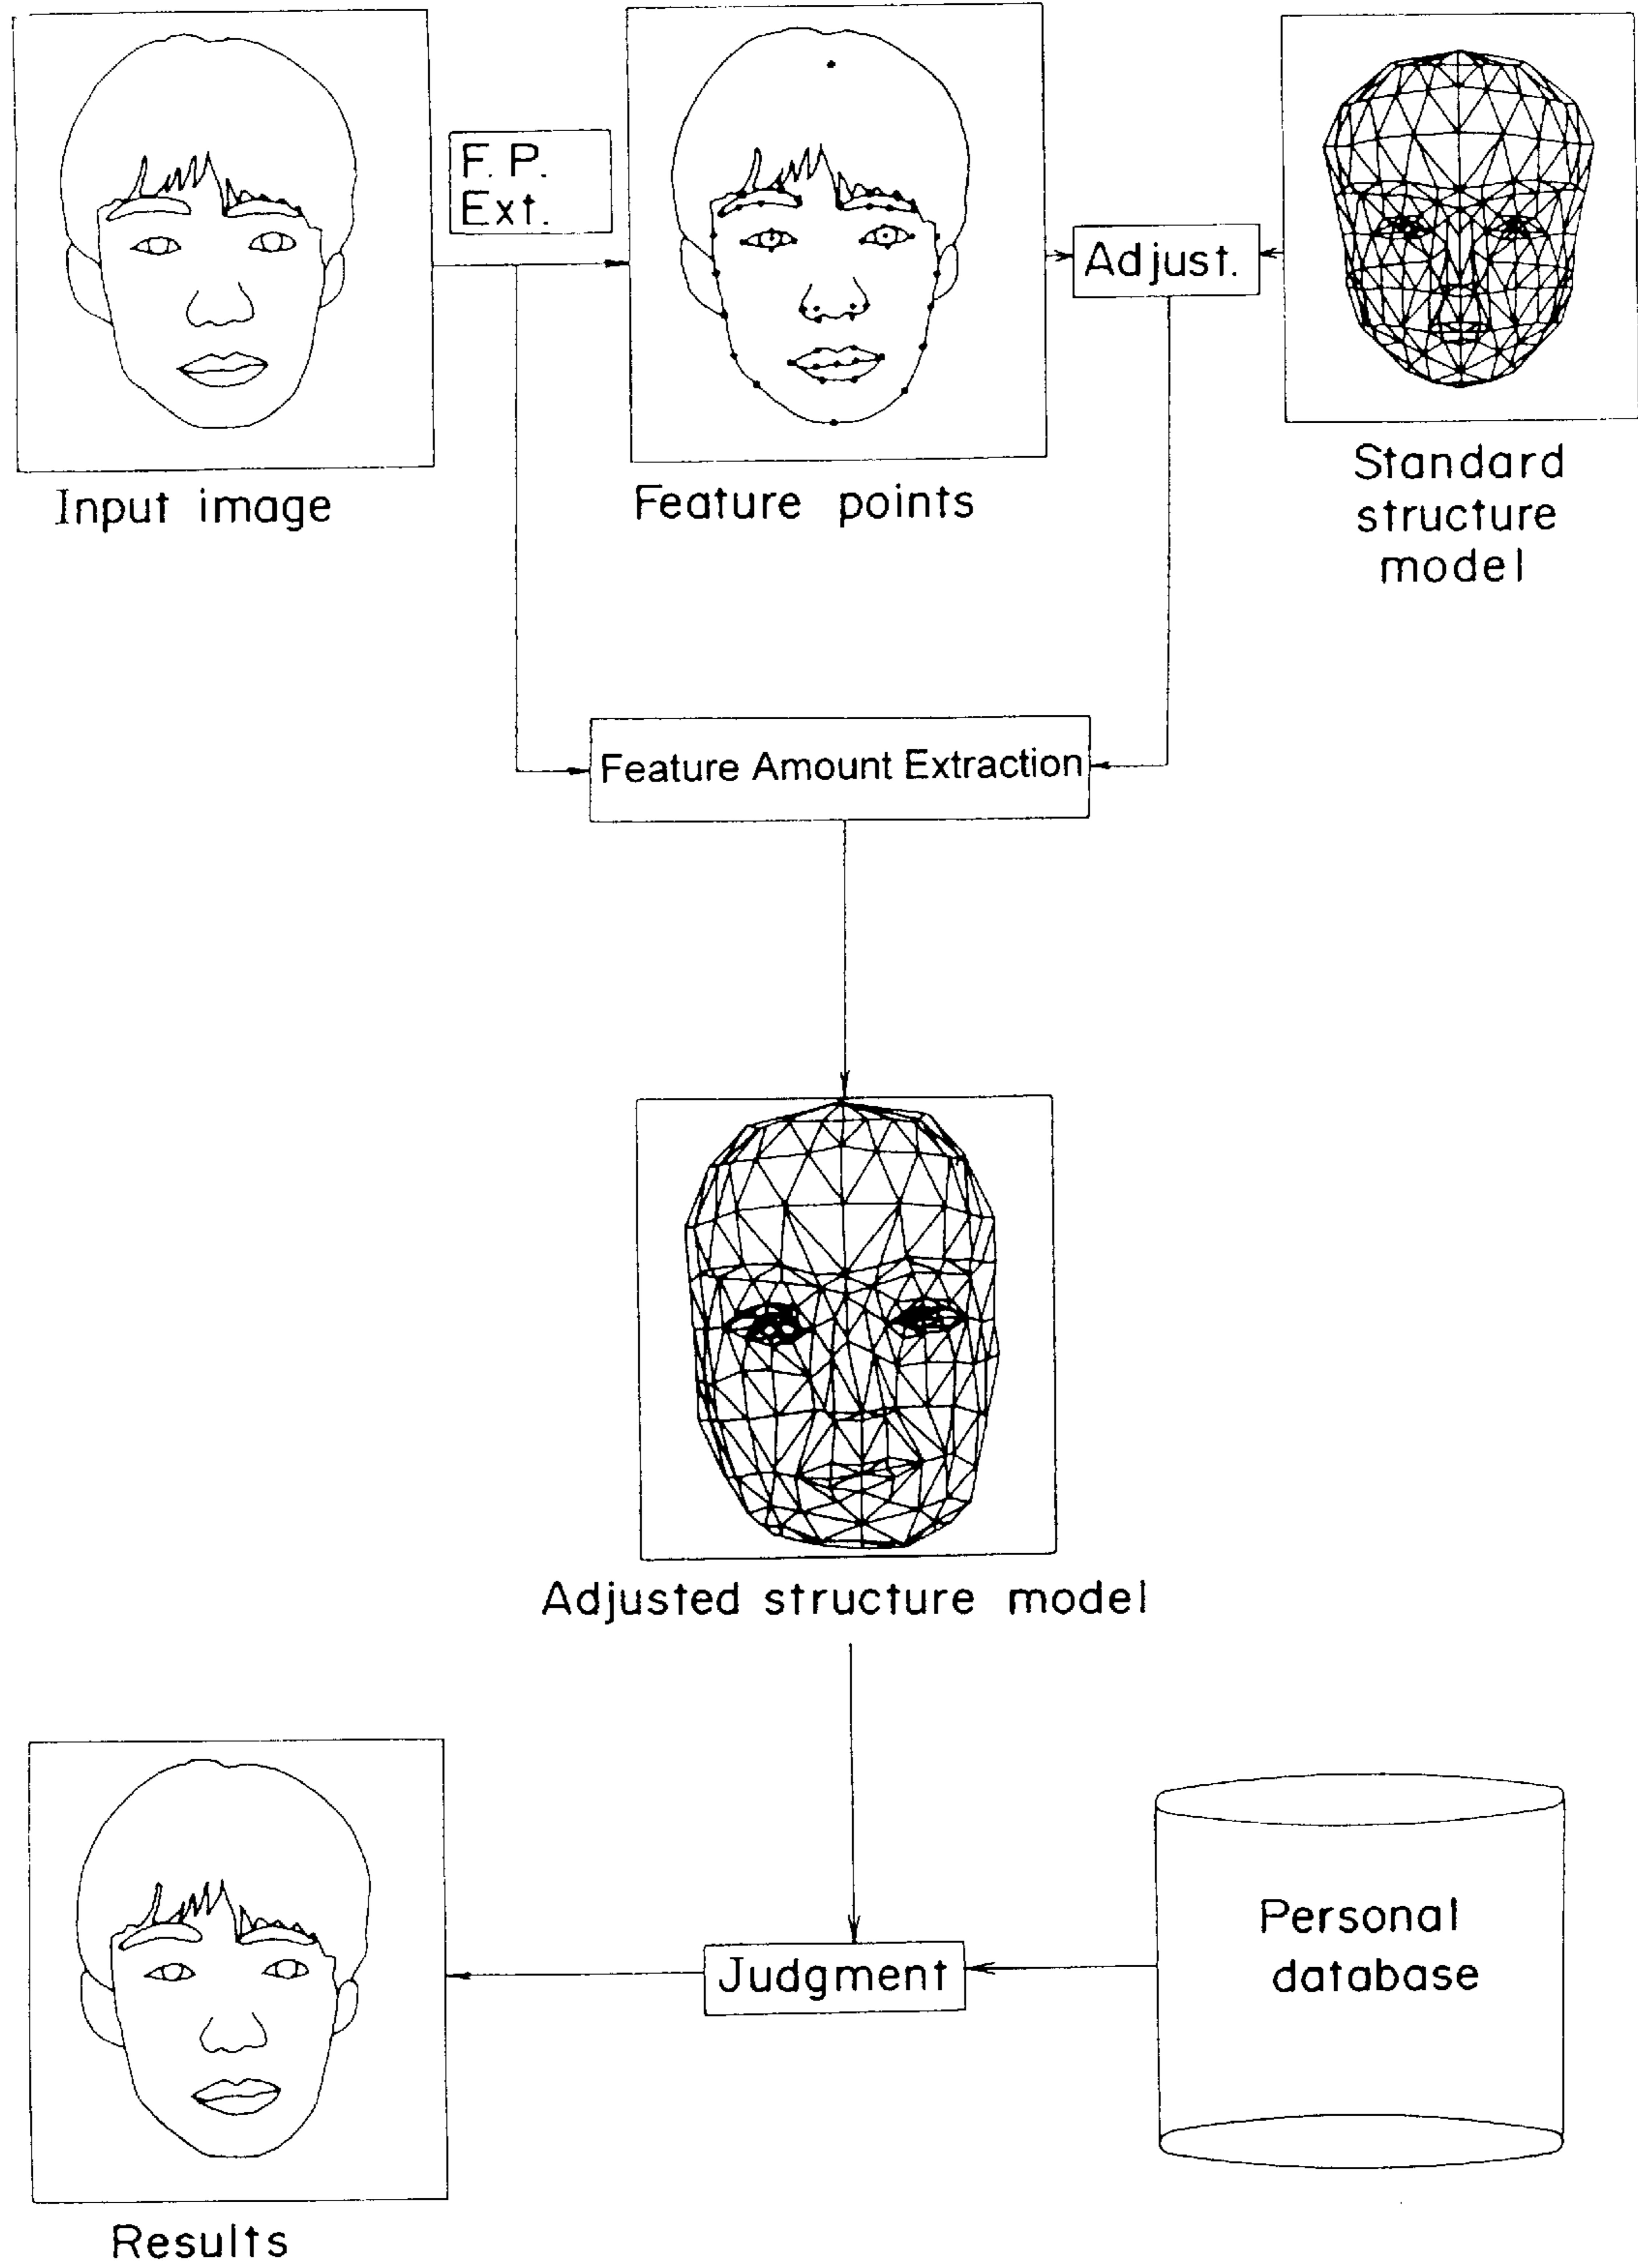 F. P.
Ext.
Adjust.
Input image
Feature points
Standard
structure
model
Feature Amount Extraction
Adjusted structure model
Personal
database
Judgment
Results